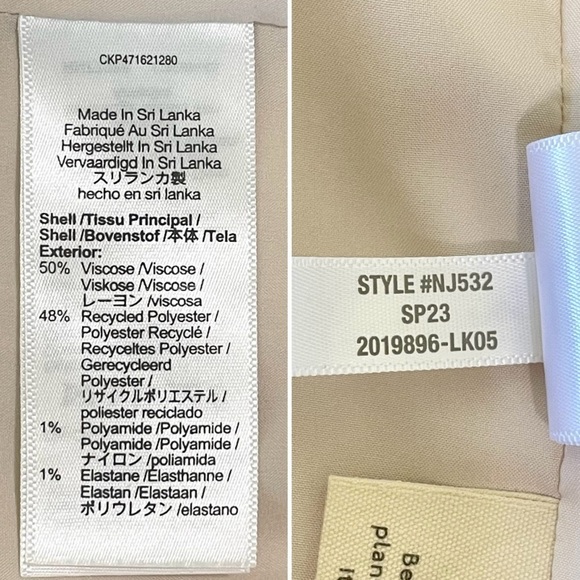 CKP471621280
Made In Sri Lanka
Fabriqué Au Sri Lanka
Hergestellt In Sri Lanka
Vervaardigd In Sri Lanka
スリランカ製
hecho en sri lanka
Shell /Tissu Principal /
Shell /Bovenstof /本体 /Tela
Exterior:
50% Viscose /Viscose /
Viskose /Viscose /
レーヨン /viscosa
48% Recycled Polyester /
Polyester Recyclé /
Recyceltes Polyester /
Gerecycleerd
Polyester /
リサイクルポリエステル /
poliester reciclado
1% Polyamide /Polyamide /
Polyamide /Polyamide /
ナイロン /poliamida
1% Elastane /Élasthanne /
Elastan /Elastaan /
ポリウレタン /elastano
STYLE #NJ532
SP23
2019896-LK05
Be
plan